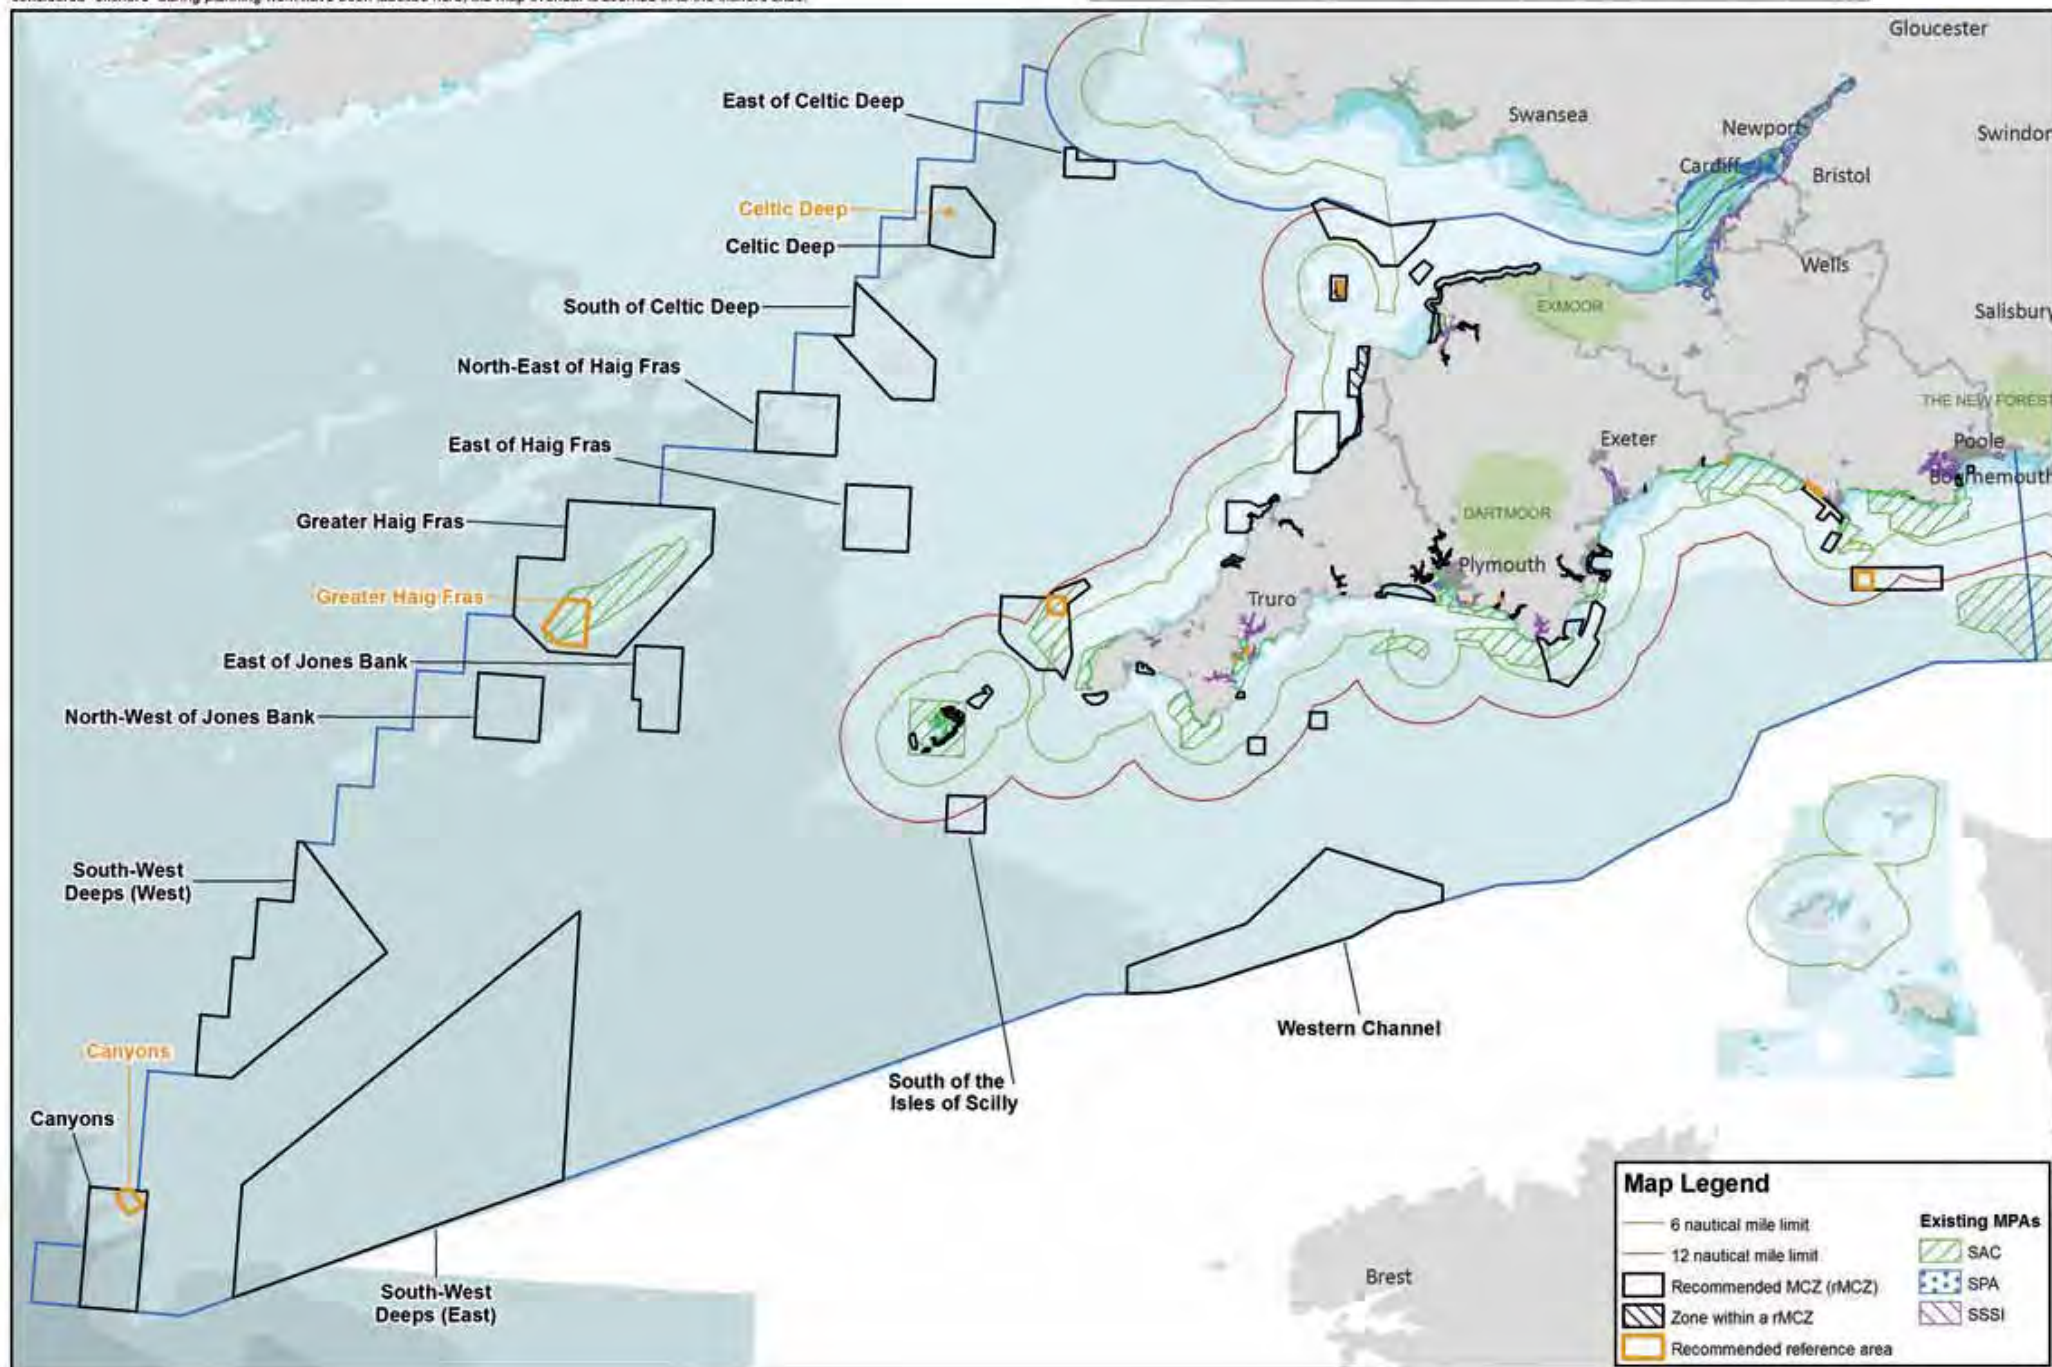 Gloucester
East of Celtic Deep
Swansea
Newport
Swindon
Cardiff
Bristol
Celtic Deep
Celtic Deep
Wells
South of Celtic Deep
EXMOOR
Salisbury
North-East of Haig Fras
THE NEW FOREST
East of Haig Fras
Exeter
Poole
Bournemouth
Greater Haig Fras
DARTMOOR
Plymouth
Greater Haig Fras
Truro
East of Jones Bank
North-West of Jones Bank
South-West
Deeps (West)
Western Channel
Canyons
South of the
Isles of Scilly
Canyons
South-West
Deeps (East)
Brest
Map Legend
6 nautical mile limit
12 nautical mile limit
Recommended MCZ (rMCZ)
Zone within a rMCZ
Recommended reference area
Existing MPAs
SAC
SPA
SSSI